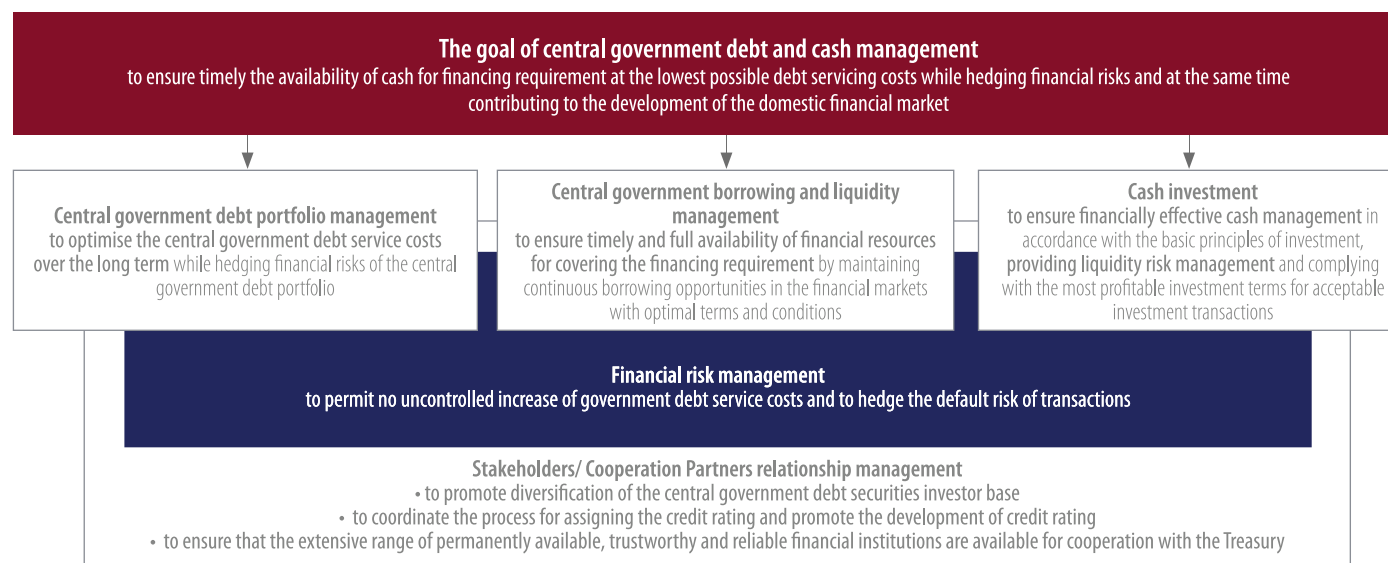 The goal of central government debt and cash management
to ensure timely the availability of cash for financing requirement at the lowest possible debt servicing costs while hedging financial risks and at the same time
contributing to the development of the domestic financial market
Central government debt portfolio management
to optimise the central government debt service costs
over the long term while hedging financial risks of the central
government debt portfolio
Central government borrowing and liquidity
management
to ensure timely and full availability of financial resources
for covering the financing requirement by maintaining
continuous borrowing opportunities in the financial markets
with optimal terms and conditions
Cash investment
to ensure financially effective cash management in
accordance with the basic principles of investment,
providing liquidity risk management and complying
with the most profitable investment terms for acceptable
investment transactions
Financial risk management
to permit no uncontrolled increase of government debt service costs and to hedge the default risk of transactions
Stakeholders/ Cooperation Partners relationship management
• to promote diversification of the central government debt securities investor base
• to coordinate the process for assigning the credit rating and promote the development of credit rating
• to ensure that the extensive range of permanently available, trustworthy and reliable financial institutions are available for cooperation with the Treasury